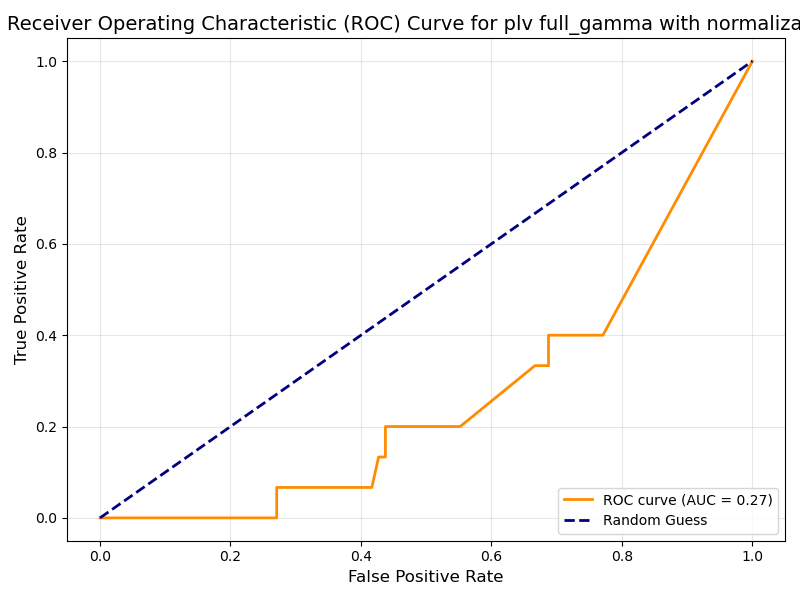 Receiver Operating Characteristic (ROC) Curve for plv full_gamma with normaliza
1.0
0.8
0.6
0.4
0.2
0.0
True Positive Rate
ROC curve (AUC = 0.27)
Random Guess
0.0 0.2 0.4 0.6 0.8 1.0
False Positive Rate